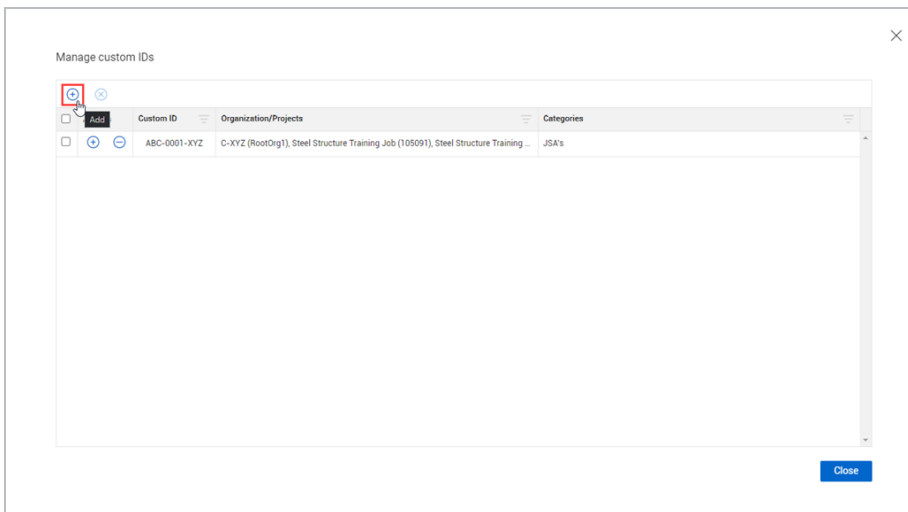 Manage custom IDs
Add
Custom ID Organization/Projects Categories
ABC-0001-XYZ C-XYZ (RootOrg1), Steel Structure Training Job (105091), Steel Structure Training ... JSA's
Close